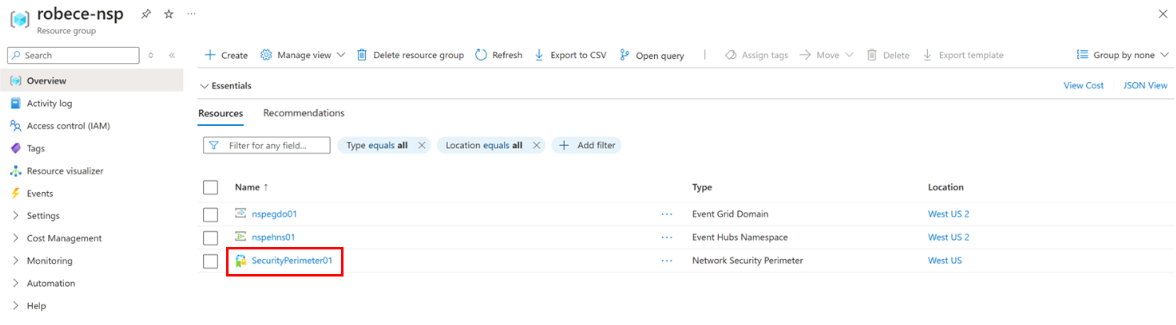 robece-nsp
Resource group
Search
Create Manage view Delete resource group Refresh Export to CSV Open query Assign tags Move Delete Export template Group by none
Overview
Activity log
Access control (IAM)
Tags
Resource visualizer
Events
Settings
Cost Management
Monitoring
Automation
Help
Essentials View Cost JSON View
Resources Recommendations
Filter for any field... Type equals all Location equals all Add filter
Name ↑ Type Location
nspegdo01 ... Event Grid Domain West US 2
nspehns01 ... Event Hubs Namespace West US 2
SecurityPerimeter01 ... Network Security Perimeter West US